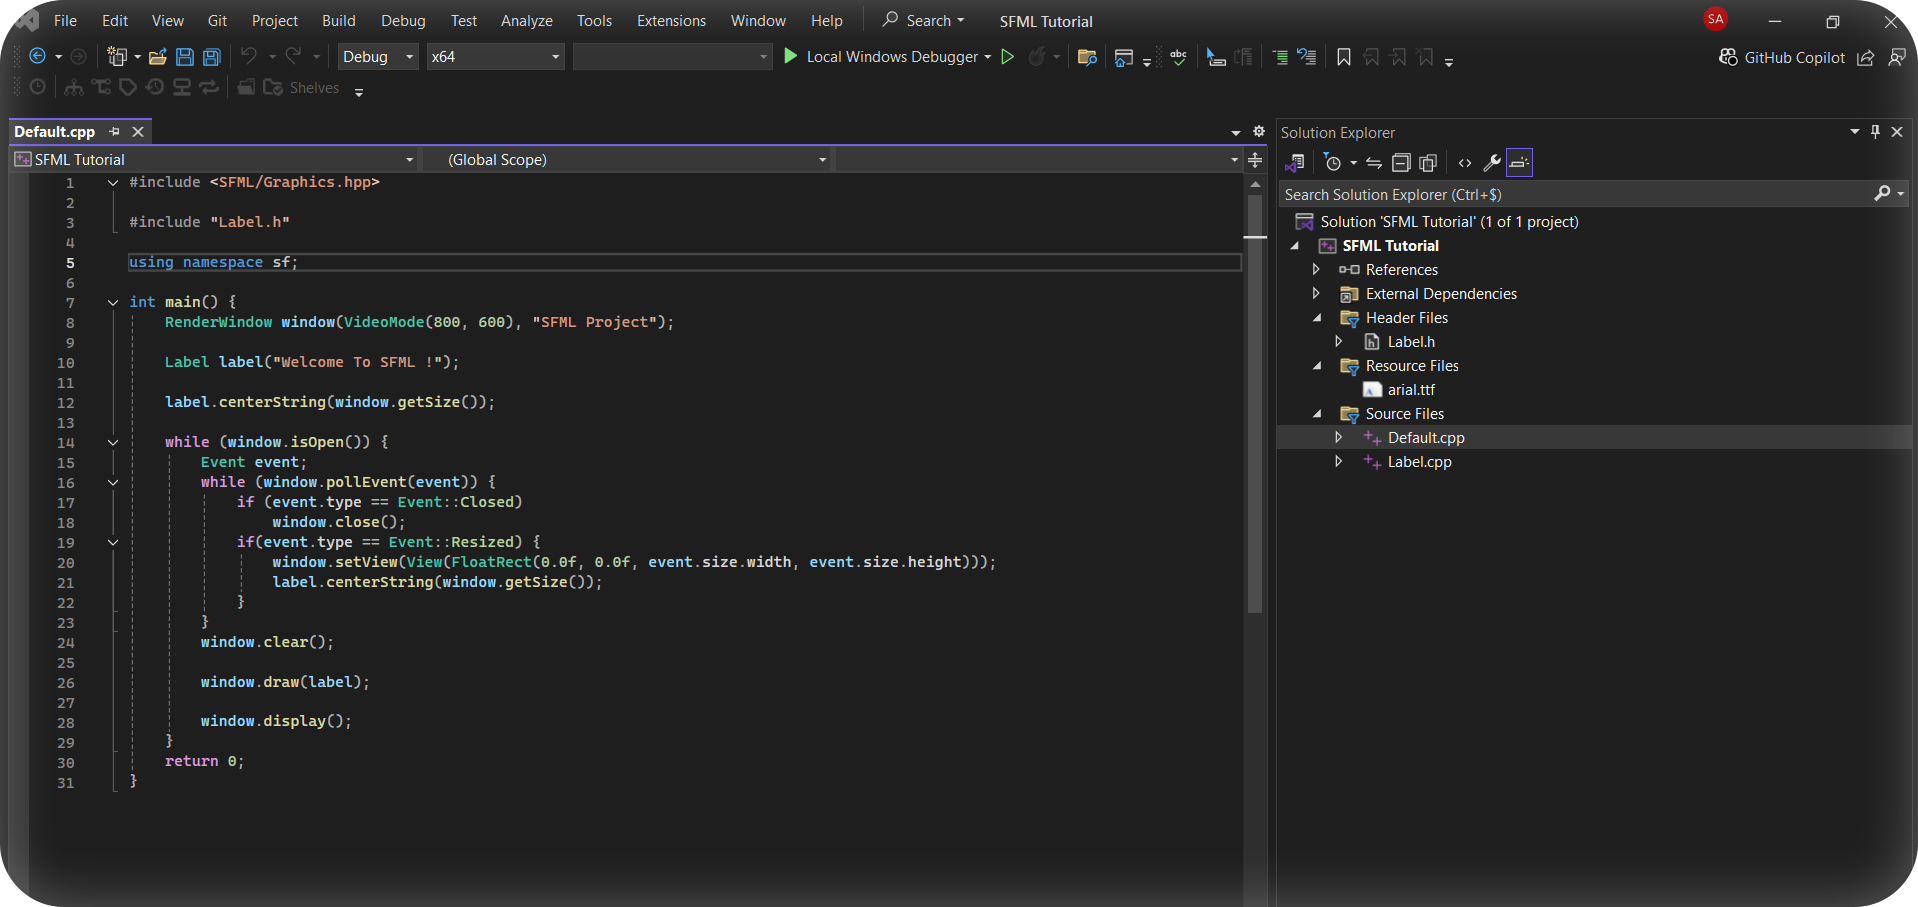 File Edit View Git Project Build Debug Test Analyze Tools Extensions Window Help Search SFML Tutorial SA
Debug x64 Local Windows Debugger abc GitHub Copilot
Shelves
Default.cpp
SFML Tutorial (Global Scope)
1 #include <SFML/Graphics.hpp>
2
3 #include "Label.h"
4
5 using namespace sf;
6
7 int main() {
8 RenderWindow window(VideoMode(800, 600), "SFML Project");
9
10 Label label("Welcome To SFML !");
11
12 label.centerString(window.getSize());
13
14 while (window.isOpen()) {
15 Event event;
16 while (window.pollEvent(event)) {
17 if (event.type == Event::Closed)
18 window.close();
19 if(event.type == Event::Resized) {
20 window.setView(View(FloatRect(0.0f, 0.0f, event.size.width, event.size.height)));
21 label.centerString(window.getSize());
22 }
23 }
24 window.clear();
25
26 window.draw(label);
27
28 window.display();
29 }
30 return 0;
31 }
Solution Explorer
Search Solution Explorer (Ctrl+$)
Solution 'SFML Tutorial' (1 of 1 project)
SFML Tutorial
References
External Dependencies
Header Files
Label.h
Resource Files
arial.ttf
Source Files
Default.cpp
Label.cpp